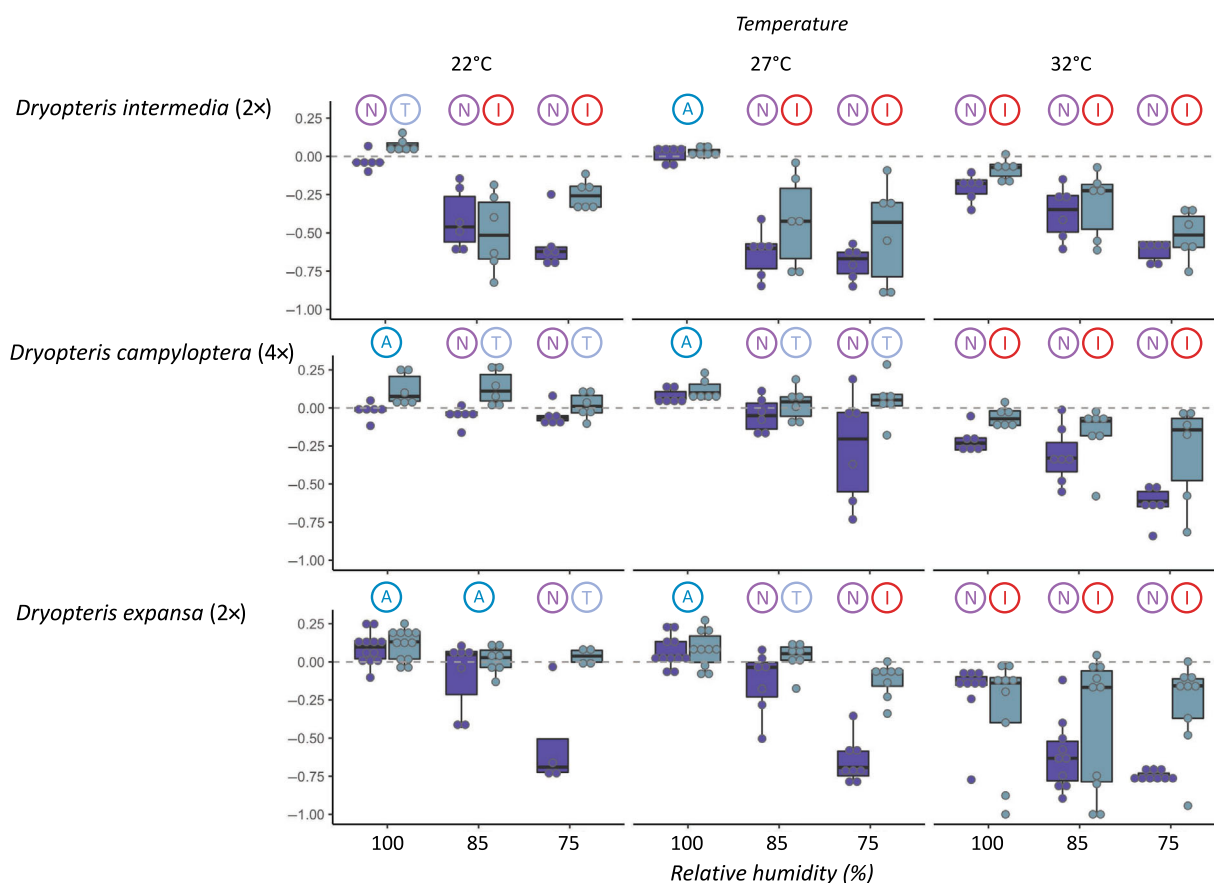 Temperature
22°C 27°C 32°C
Dryopteris intermedia (2×)
N T N I N I A N I N I N I N I N I
0.25
0.00
−0.25
−0.50
−0.75
−1.00
Dryopteris campyloptera (4×)
A N T N T A N T N T N I N I N I
0.25
0.00
−0.25
−0.50
−0.75
−1.00
Dryopteris expansa (2×)
A A N T A N T N I N I N I N I
0.25
0.00
−0.25
−0.50
−0.75
−1.00
100 85 75 100 85 75 100 85 75
Relative humidity (%)